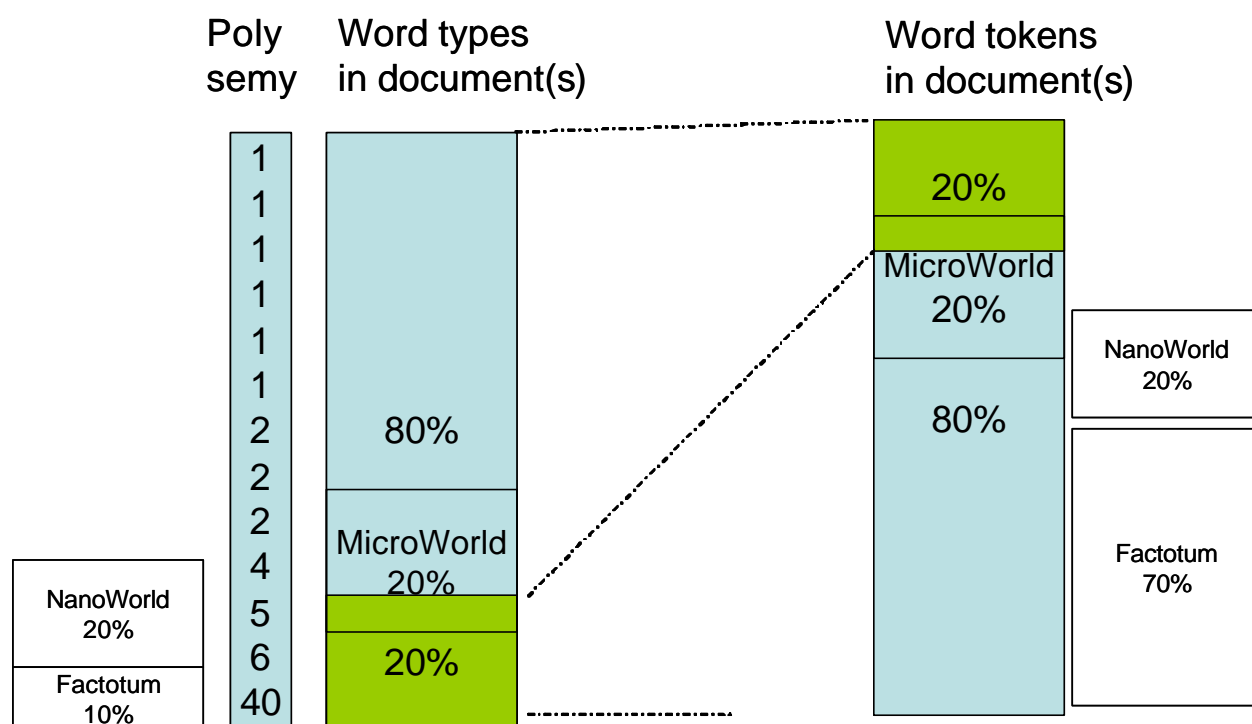 Poly
semy
Word types
in document(s)
Word tokens
in document(s)
1
1
1
1
1
1
2
2
2
4
5
6
40
80%
MicroWorld
20%
20%
NanoWorld
20%
Factotum
10%
20%
MicroWorld
20%
80%
NanoWorld
20%
Factotum
70%